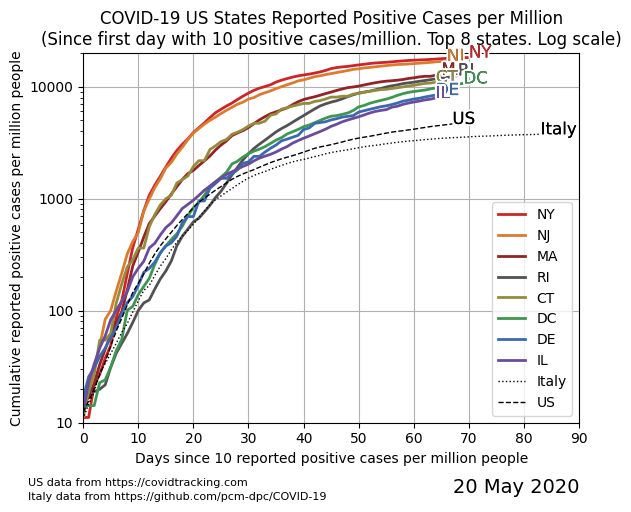 COVID-19 US States Reported Positive Cases per Million
(Since first day with 10 positive cases/million. Top 8 states. Log scale)
Cumulative reported positive cases per million people
10000
1000
100
10
NY
NJ
MA
RI
CT
DC
DE
IL
US
Italy
NY
NJ
MA
RI
CT
DC
DE
IL
Italy
US
0 10 20 30 40 50 60 70 80 90
Days since 10 reported positive cases per million people
US data from https://covidtracking.com
Italy data from https://github.com/pcm-dpc/COVID-19
20 May 2020